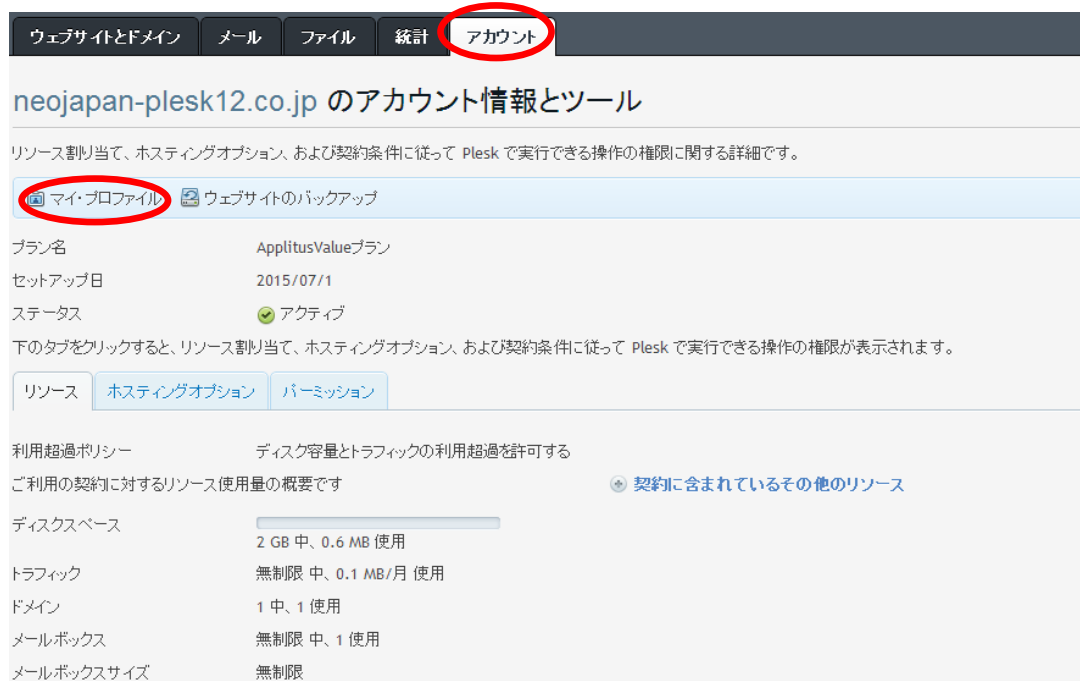 ウェブサイトとドメイン メール ファイル 統計 アカウント
neojapan-plesk12.co.jp のアカウント情報とツール
リソース割り当て、ホスティングオプション、および契約条件に従って Plesk で実行できる操作の権限に関する詳細です。
マイ・プロファイル ウェブサイトのバックアップ
プラン名 ApplitusValueプラン
セットアップ日 2015/07/1
ステータス アクティブ
下のタブをクリックすると、リソース割り当て、ホスティングオプション、および契約条件に従って Plesk で実行できる操作の権限が表示されます。
リソース ホスティングオプション パーミッション
利用超過ポリシー ディスク容量とトラフィックの利用超過を許可する
ご利用の契約に対するリソース使用量の概要です 契約に含まれているその他のリソース
ディスクスペース
2 GB 中、0.6 MB 使用
トラフィック 無制限 中、0.1 MB/月 使用
ドメイン 1 中、1 使用
メールボックス 無制限 中、1 使用
メールボックスサイズ 無制限